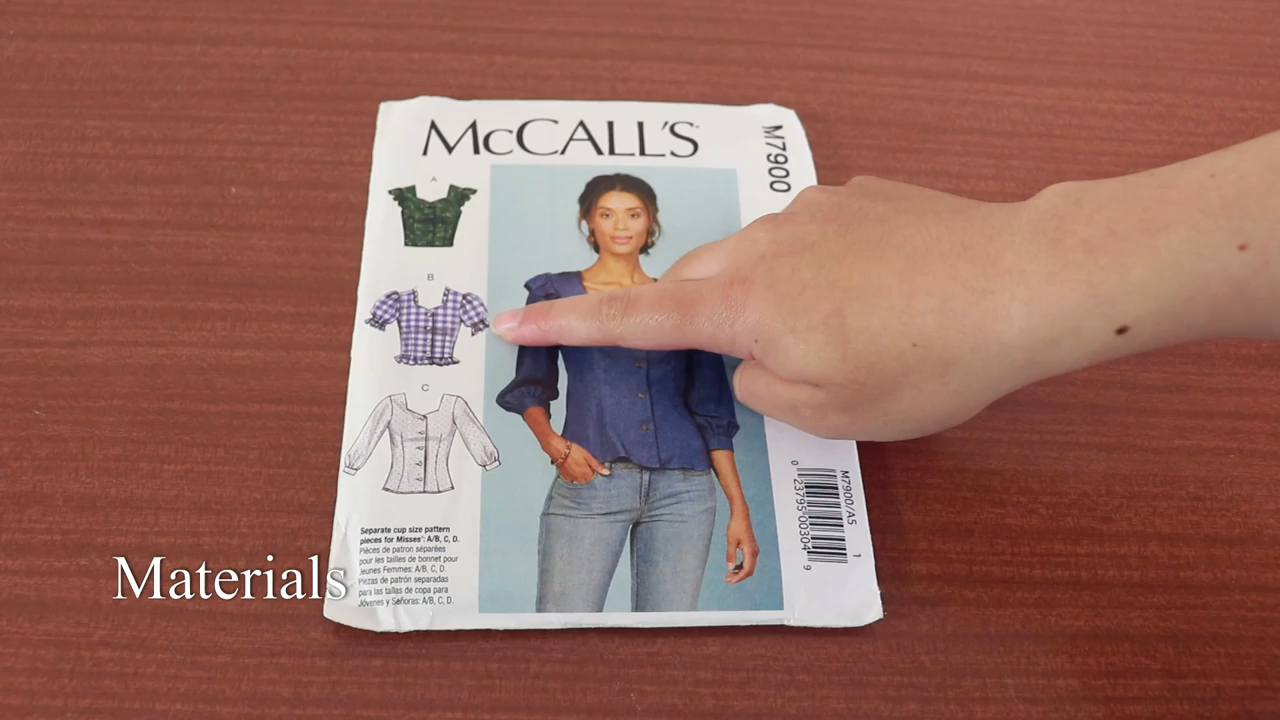 McCALL'S
M7900
A
B
C
Separate cup size pattern
pieces for Misses': A/B, C, D.
Pièces de patron séparées
pour les tailles de bonnet pour
Jeunes Femmes: A/B, C, D.
Piezas de patrón separadas
para las tallas de copa para
Jóvenes y Señoras: A/B, C, D.
M7900/A5
0 23795 00304 9
1
Materials